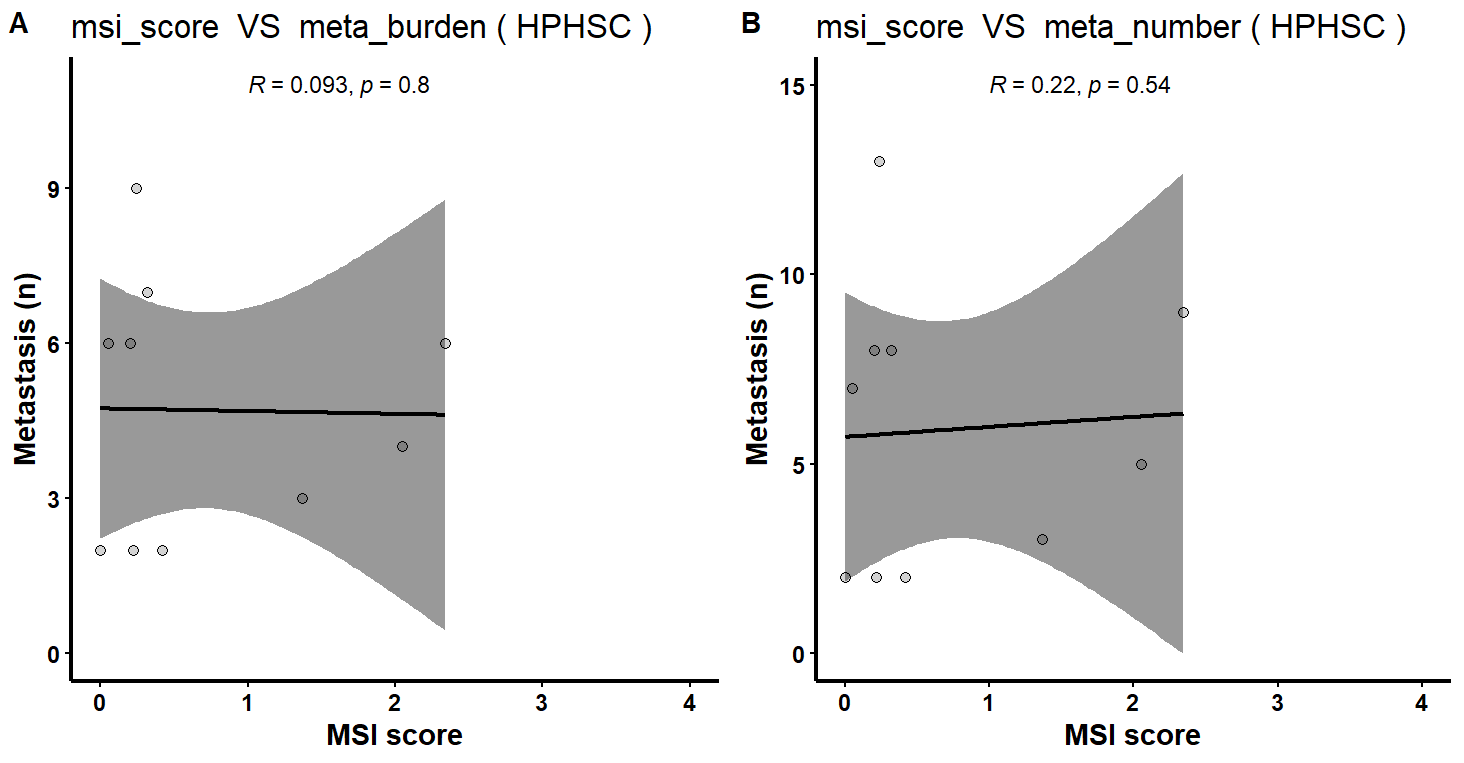 A
msi_score VS meta_burden ( HPHSC )
R = 0.093, p = 0.8
Metastasis (n)
9
6
3
0
0 1 2 3 4
MSI score
B
msi_score VS meta_number ( HPHSC )
R = 0.22, p = 0.54
Metastasis (n)
15
10
5
0
0 1 2 3 4
MSI score